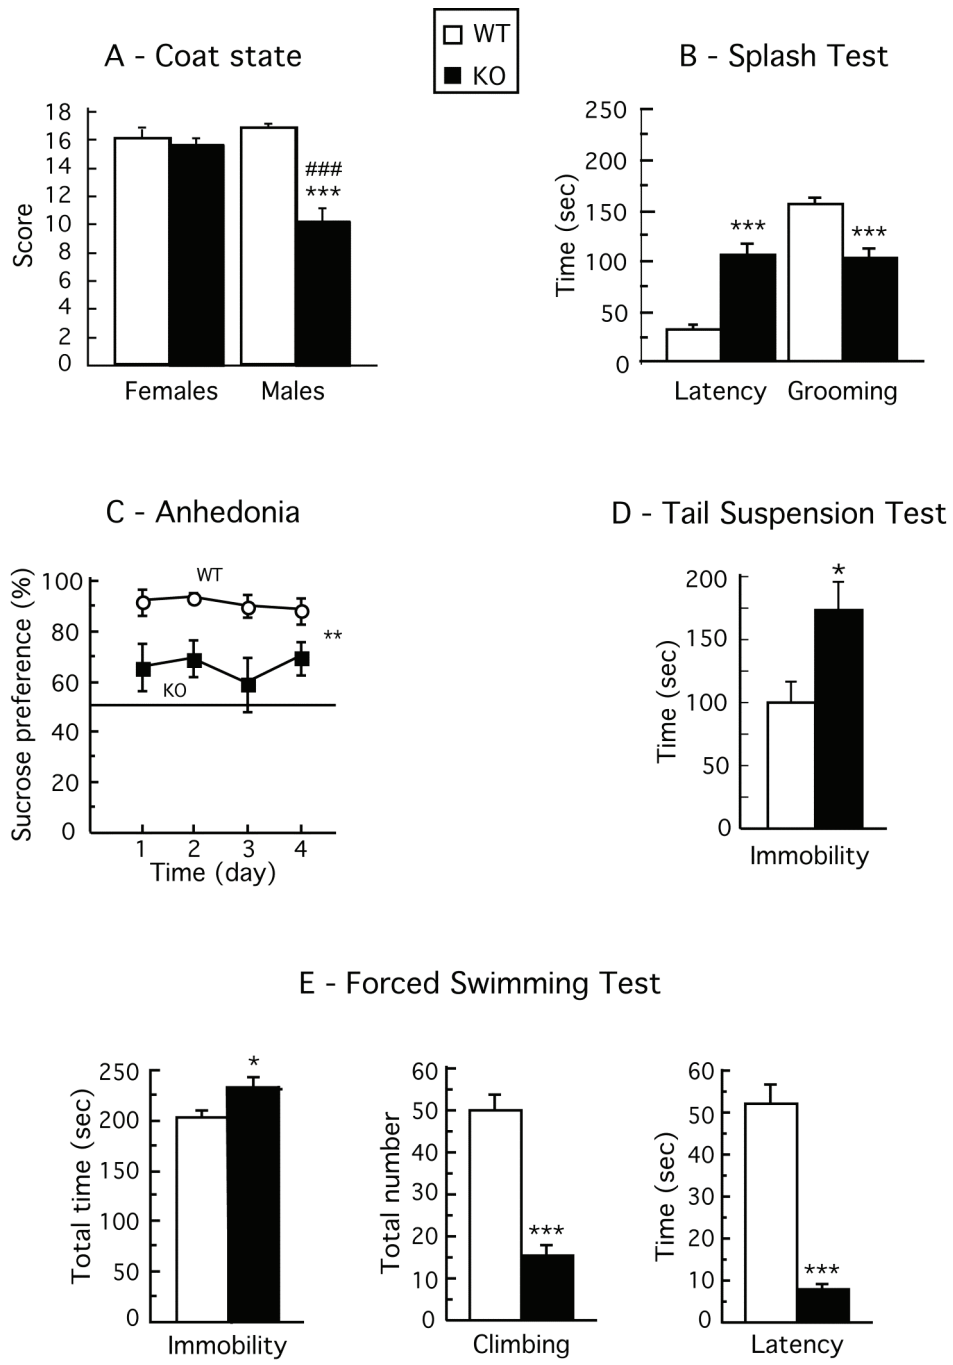 WT
KO
A - Coat state
B - Splash Test
Score
18
16
14
12
10
8
6
4
2
0
###
***
Females Males
Time (sec)
250
200
150
100
50
0
***
***
Latency Grooming
C - Anhedonia
D - Tail Suspension Test
Sucrose preference (%)
100
80
60
40
20
0
WT
KO
**
1 2 3 4
Time (day)
Time (sec)
200
150
100
50
0
*
Immobility
E - Forced Swimming Test
Total time (sec)
250
200
150
100
50
0
*
Immobility
Total number
60
50
40
30
20
10
0
***
Climbing
Time (sec)
60
50
40
30
20
10
0
***
Latency